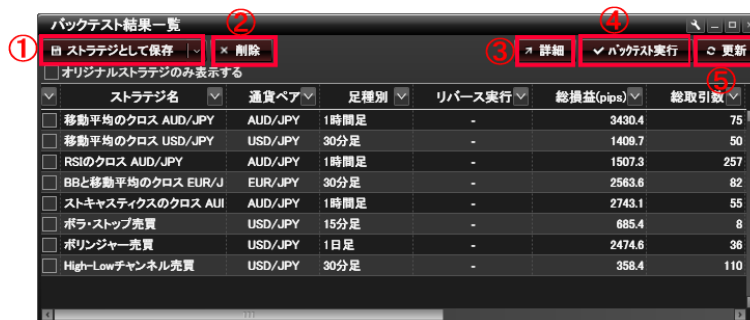 バックテスト結果一覧
① ストラテジとして保存 ② × 削除 ③ 詳細 ④ バックテスト実行 ⑤ 更新
オリジナルストラテジのみ表示する
ストラテジ名 通貨ペア 足種別 リバース実行 総損益(pips) 総取引数
移動平均のクロス AUD/JPY AUD/JPY 1時間足 - 3430.4 75
移動平均のクロス USD/JPY USD/JPY 30分足 - 1409.7 50
RSIのクロス AUD/JPY AUD/JPY 1時間足 - 1507.3 257
BBと移動平均のクロス EUR/J EUR/JPY 30分足 - 2563.6 82
ストキャスティクスのクロス AUI AUD/JPY 1時間足 - 2743.1 55
ボラ・ストップ売買 USD/JPY 15分足 - 685.4 8
ボリンジャー売買 USD/JPY 1日足 - 2474.6 36
High-Lowチャンネル売買 USD/JPY 30分足 - 358.4 110